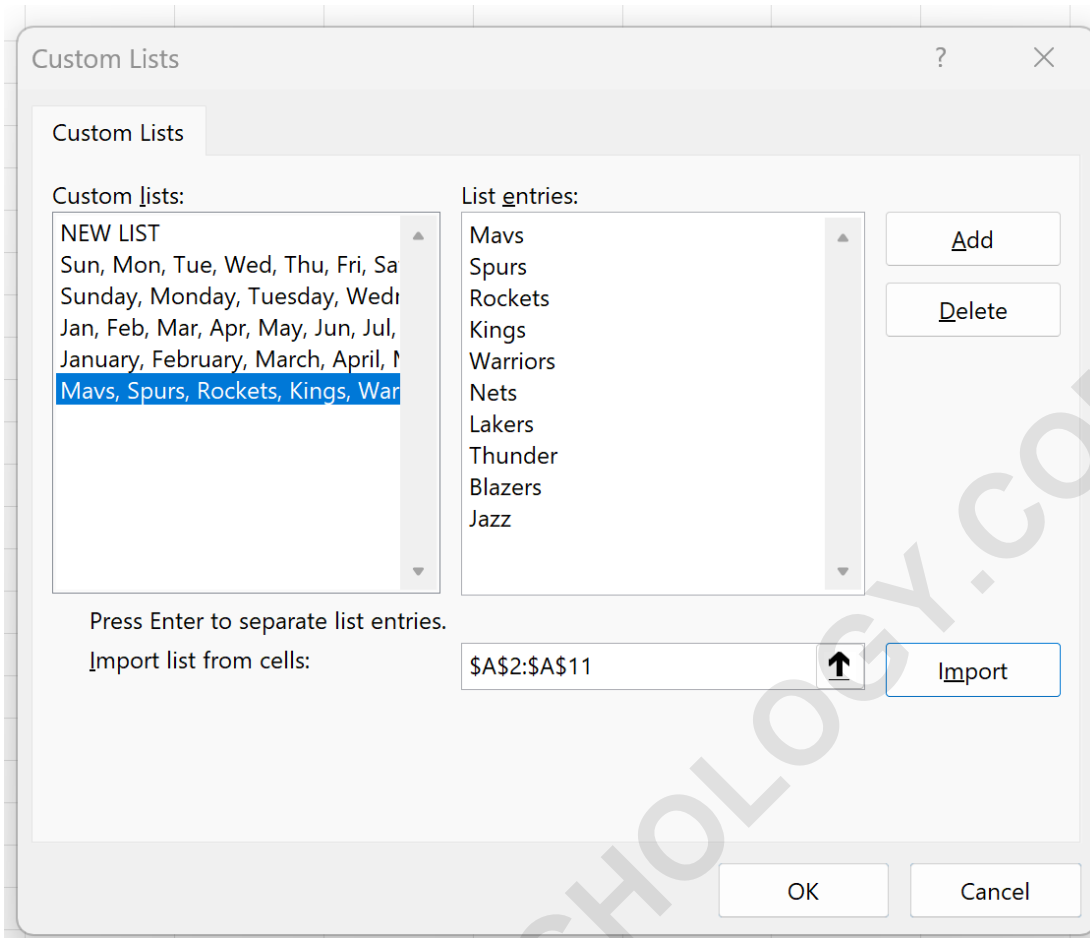 Custom Lists
?
Custom Lists
Custom lists:
NEW LIST
Sun, Mon, Tue, Wed, Thu, Fri, Sa
Sunday, Monday, Tuesday, Wedn
Jan, Feb, Mar, Apr, May, Jun, Jul,
January, February, March, April, M
Mavs, Spurs, Rockets, Kings, War
List entries:
Mavs
Spurs
Rockets
Kings
Warriors
Nets
Lakers
Thunder
Blazers
Jazz
Add
Delete
Press Enter to separate list entries.
Import list from cells:
$A$2:$A$11
Import
OK
Cancel
CHOLOGY.CO